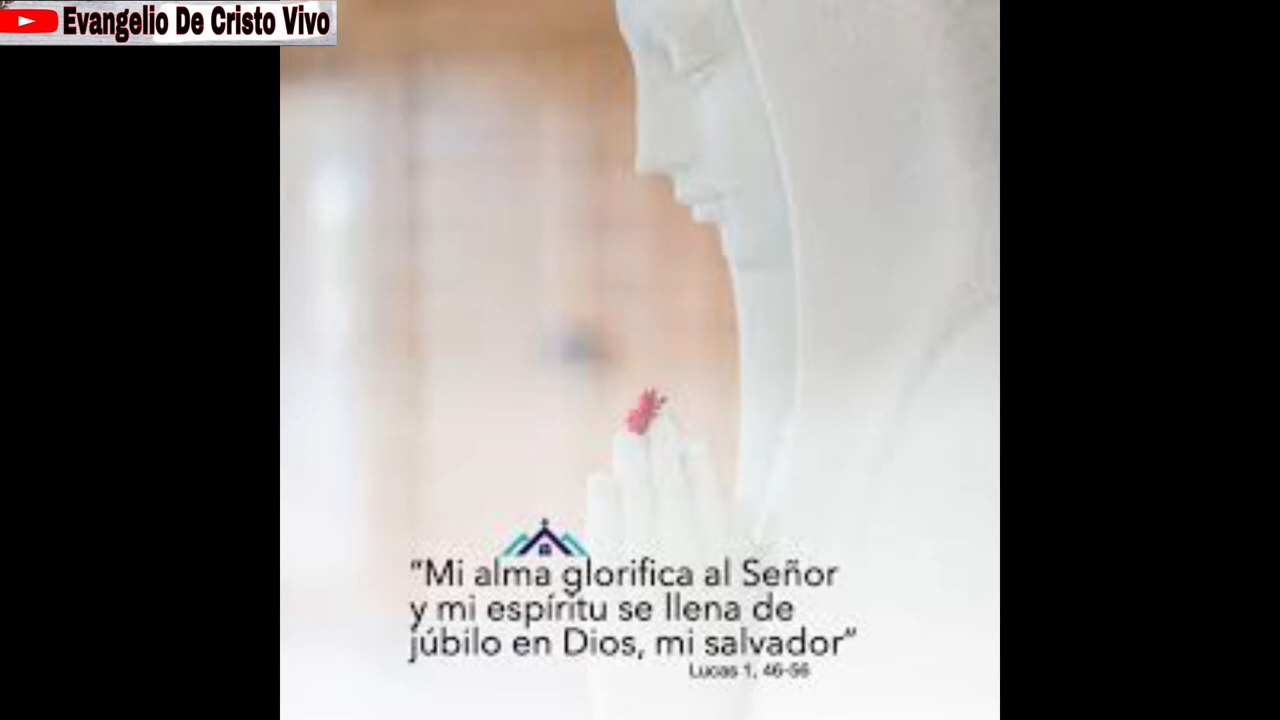 Evangelio De Cristo Vivo
“Mi alma glorifica al Señor
y mi espíritu se llena de
júbilo en Dios, mi salvador”
Lucas 1, 46-56